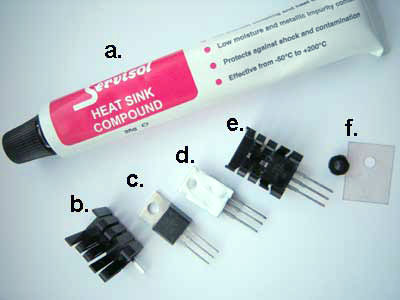 a.
Servisol
HEAT SINK
COMPOUND
25g
Low moisture and metallic impurity
Protects against shock and contamination
Effective from -50°C to +200°C
b.
c.
d.
e.
f.